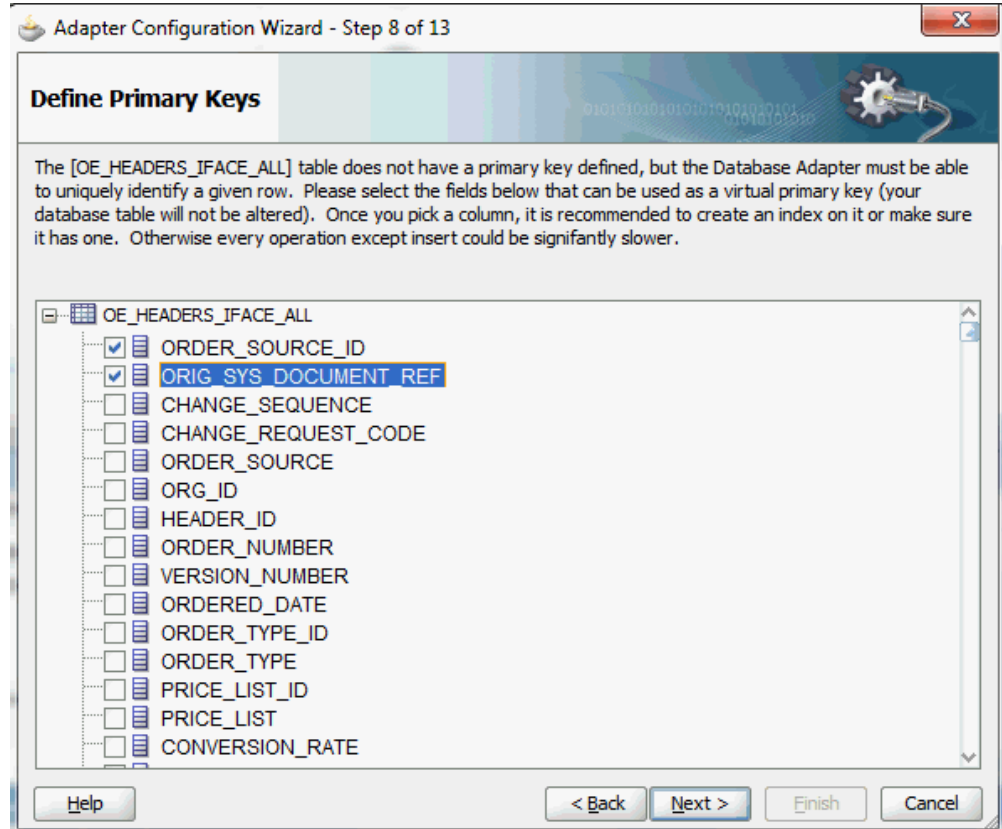 Adapter Configuration Wizard - Step 8 of 13
Define Primary Keys
The [OE_HEADERS_IFACE_ALL] table does not have a primary key defined, but the Database Adapter must be able
to uniquely identify a given row. Please select the fields below that can be used as a virtual primary key (your
database table will not be altered). Once you pick a column, it is recommended to create an index on it or make sure
it has one. Otherwise every operation except insert could be signifantly slower.
OE_HEADERS_IFACE_ALL
ORDER_SOURCE_ID
ORIG_SYS_DOCUMENT_REF
CHANGE_SEQUENCE
CHANGE_REQUEST_CODE
ORDER_SOURCE
ORG_ID
HEADER_ID
ORDER_NUMBER
VERSION_NUMBER
ORDERED_DATE
ORDER_TYPE_ID
ORDER_TYPE
PRICE_LIST_ID
PRICE_LIST
CONVERSION_RATE
Help
< Back
Next >
Finish
Cancel